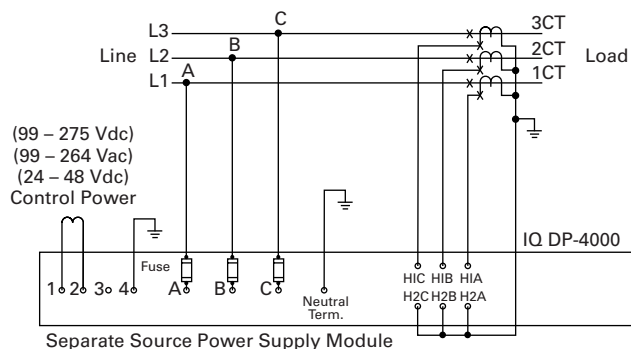 C
L3
3CT
B
Line L2
2CT
Load
A
L1
1CT
(99 – 275 Vdc)
(99 – 264 Vac)
(24 – 48 Vdc)
Control Power
IQ DP-4000
Fuse
HIC HIB HIA
1 2 3 4 A B C H2C H2B H2A
Neutral
Term.
Separate Source Power Supply Module